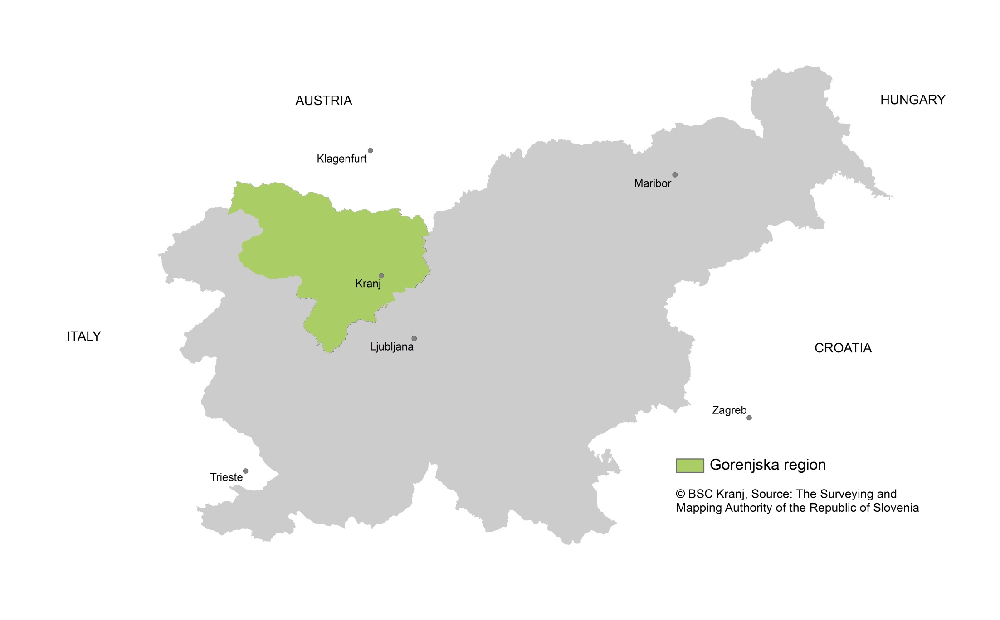 AUSTRIA
HUNGARY
Klagenfurt
Maribor
Kranj
ITALY
Ljubljana
CROATIA
Zagreb
Trieste
Gorenjska region
© BSC Kranj, Source: The Surveying and
Mapping Authority of the Republic of Slovenia